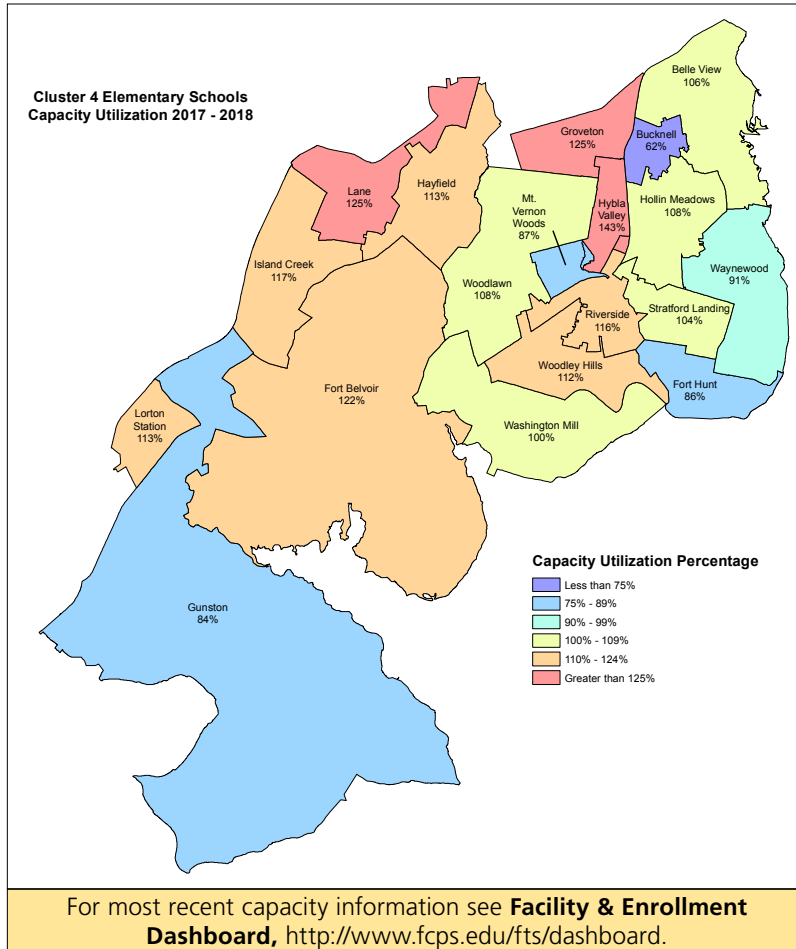 Cluster 4 Elementary Schools
Capacity Utilization 2017 - 2018
Belle View
106%
Groveton
125%
Bucknell
62%
Lane
125%
Hayfield
113%
Mt.
Vernon
Woods
87%
Hybla
Valley
143%
Hollin Meadows
108%
Island Creek
117%
Waynewood
91%
Woodlawn
108%
Riverside
116%
Stratford Landing
104%
Woodley Hills
112%
Fort Hunt
86%
Fort Belvoir
122%
Lorton
Station
113%
Washington Mill
100%
Gunston
84%
Capacity Utilization Percentage
Less than 75%
75% - 89%
90% - 99%
100% - 109%
110% - 124%
Greater than 125%
For most recent capacity information see Facility & Enrollment
Dashboard, http://www.fcps.edu/fts/dashboard.